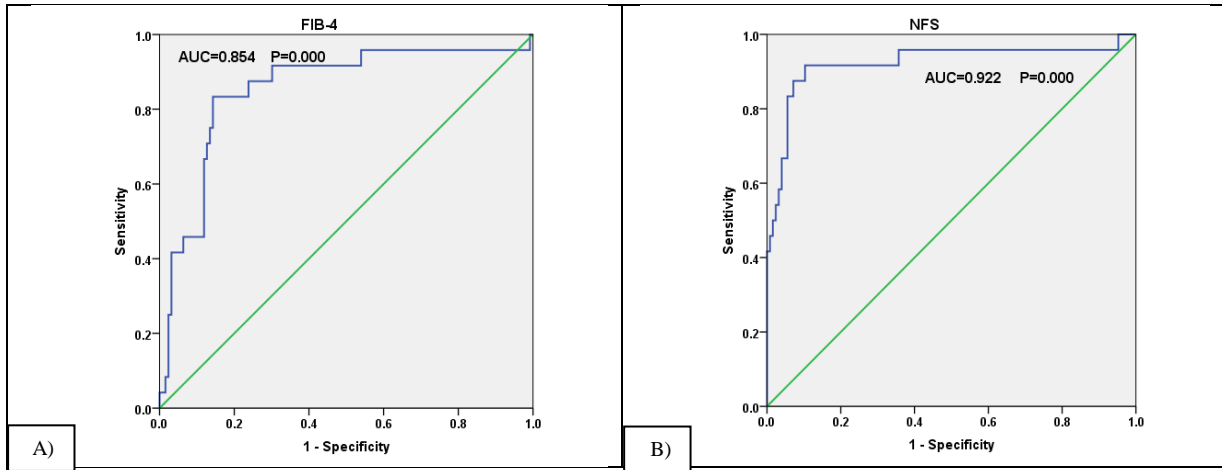 FIB-4
AUC=0.854 P=0.000
1.0
0.8
0.6
0.4
0.2
0.0
Sensitivity
0.0 0.2 0.4 0.6 0.8 1.0
1 - Specificity
A)
NFS
AUC=0.922 P=0.000
1.0
0.8
0.6
0.4
0.2
0.0
Sensitivity
0.0 0.2 0.4 0.6 0.8 1.0
1 - Specificity
B)